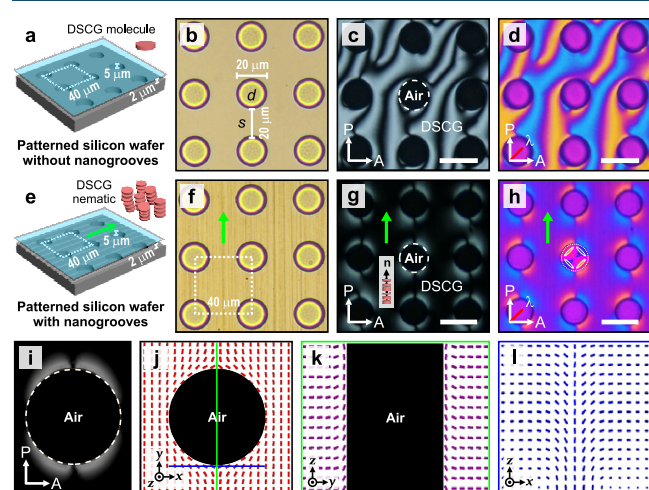 a
DSCG molecule
5 μm
40 μm
2 μm
Patterned silicon wafer
without nanogrooves
b
20 μm
d
s
20 μm
c
Air
DSCG
P
A
d
P
λ
A
e
DSCG
nematic
5 μm
40 μm
2 μm
Patterned silicon wafer
with nanogrooves
f
40 μm
g
Air
n
DSCG
P
A
h
P
λ
A
i
Air
P
A
j
Air
y
z
x
k
Air
z
x
y
l
z
y
x